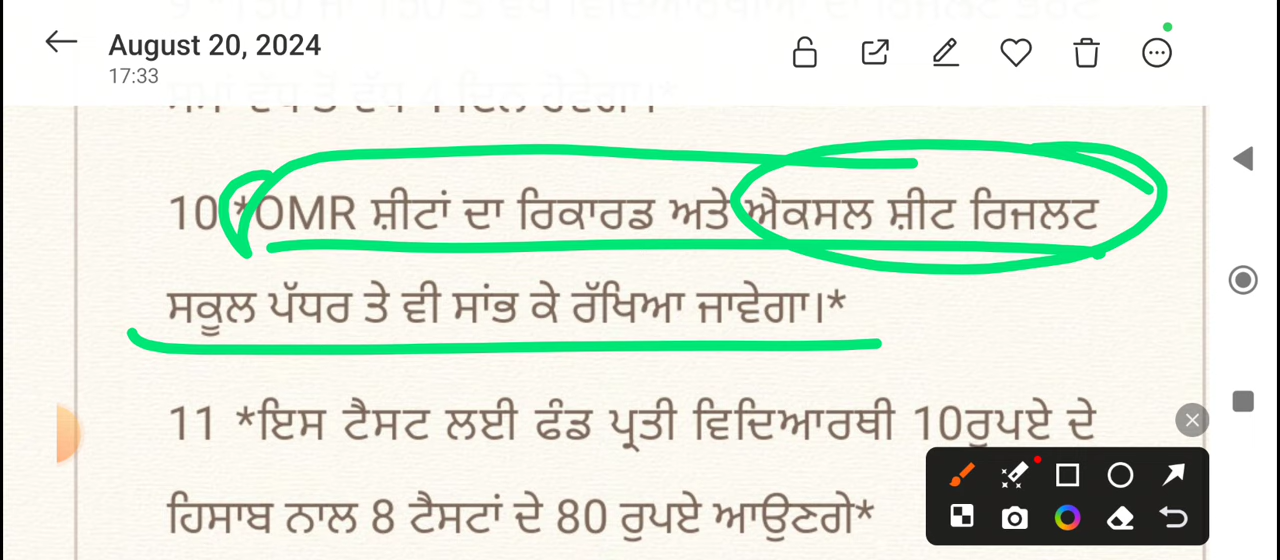 August 20, 2024
17:33
10 *OMR ਸ਼ੀਟਾਂ ਦਾ ਰਿਕਾਰਡ ਅਤੇ ਐਕਸਲ ਸ਼ੀਟ ਰਿਜਲਟ
ਸਕੂਲ ਪੱਧਰ ਤੇ ਵੀ ਸਾਂਭ ਕੇ ਰੱਖਿਆ ਜਾਵੇਗਾ।*
11 *ਇਸ ਟੈਸਟ ਲਈ ਫੰਡ ਪ੍ਰਤੀ ਵਿਦਿਆਰਥੀ 10ਰੁਪਏ ਦੇ
ਹਿਸਾਬ ਨਾਲ 8 ਟੈਸਟਾਂ ਦੇ 80 ਰੁਪਏ ਆਉਣਗੇ*